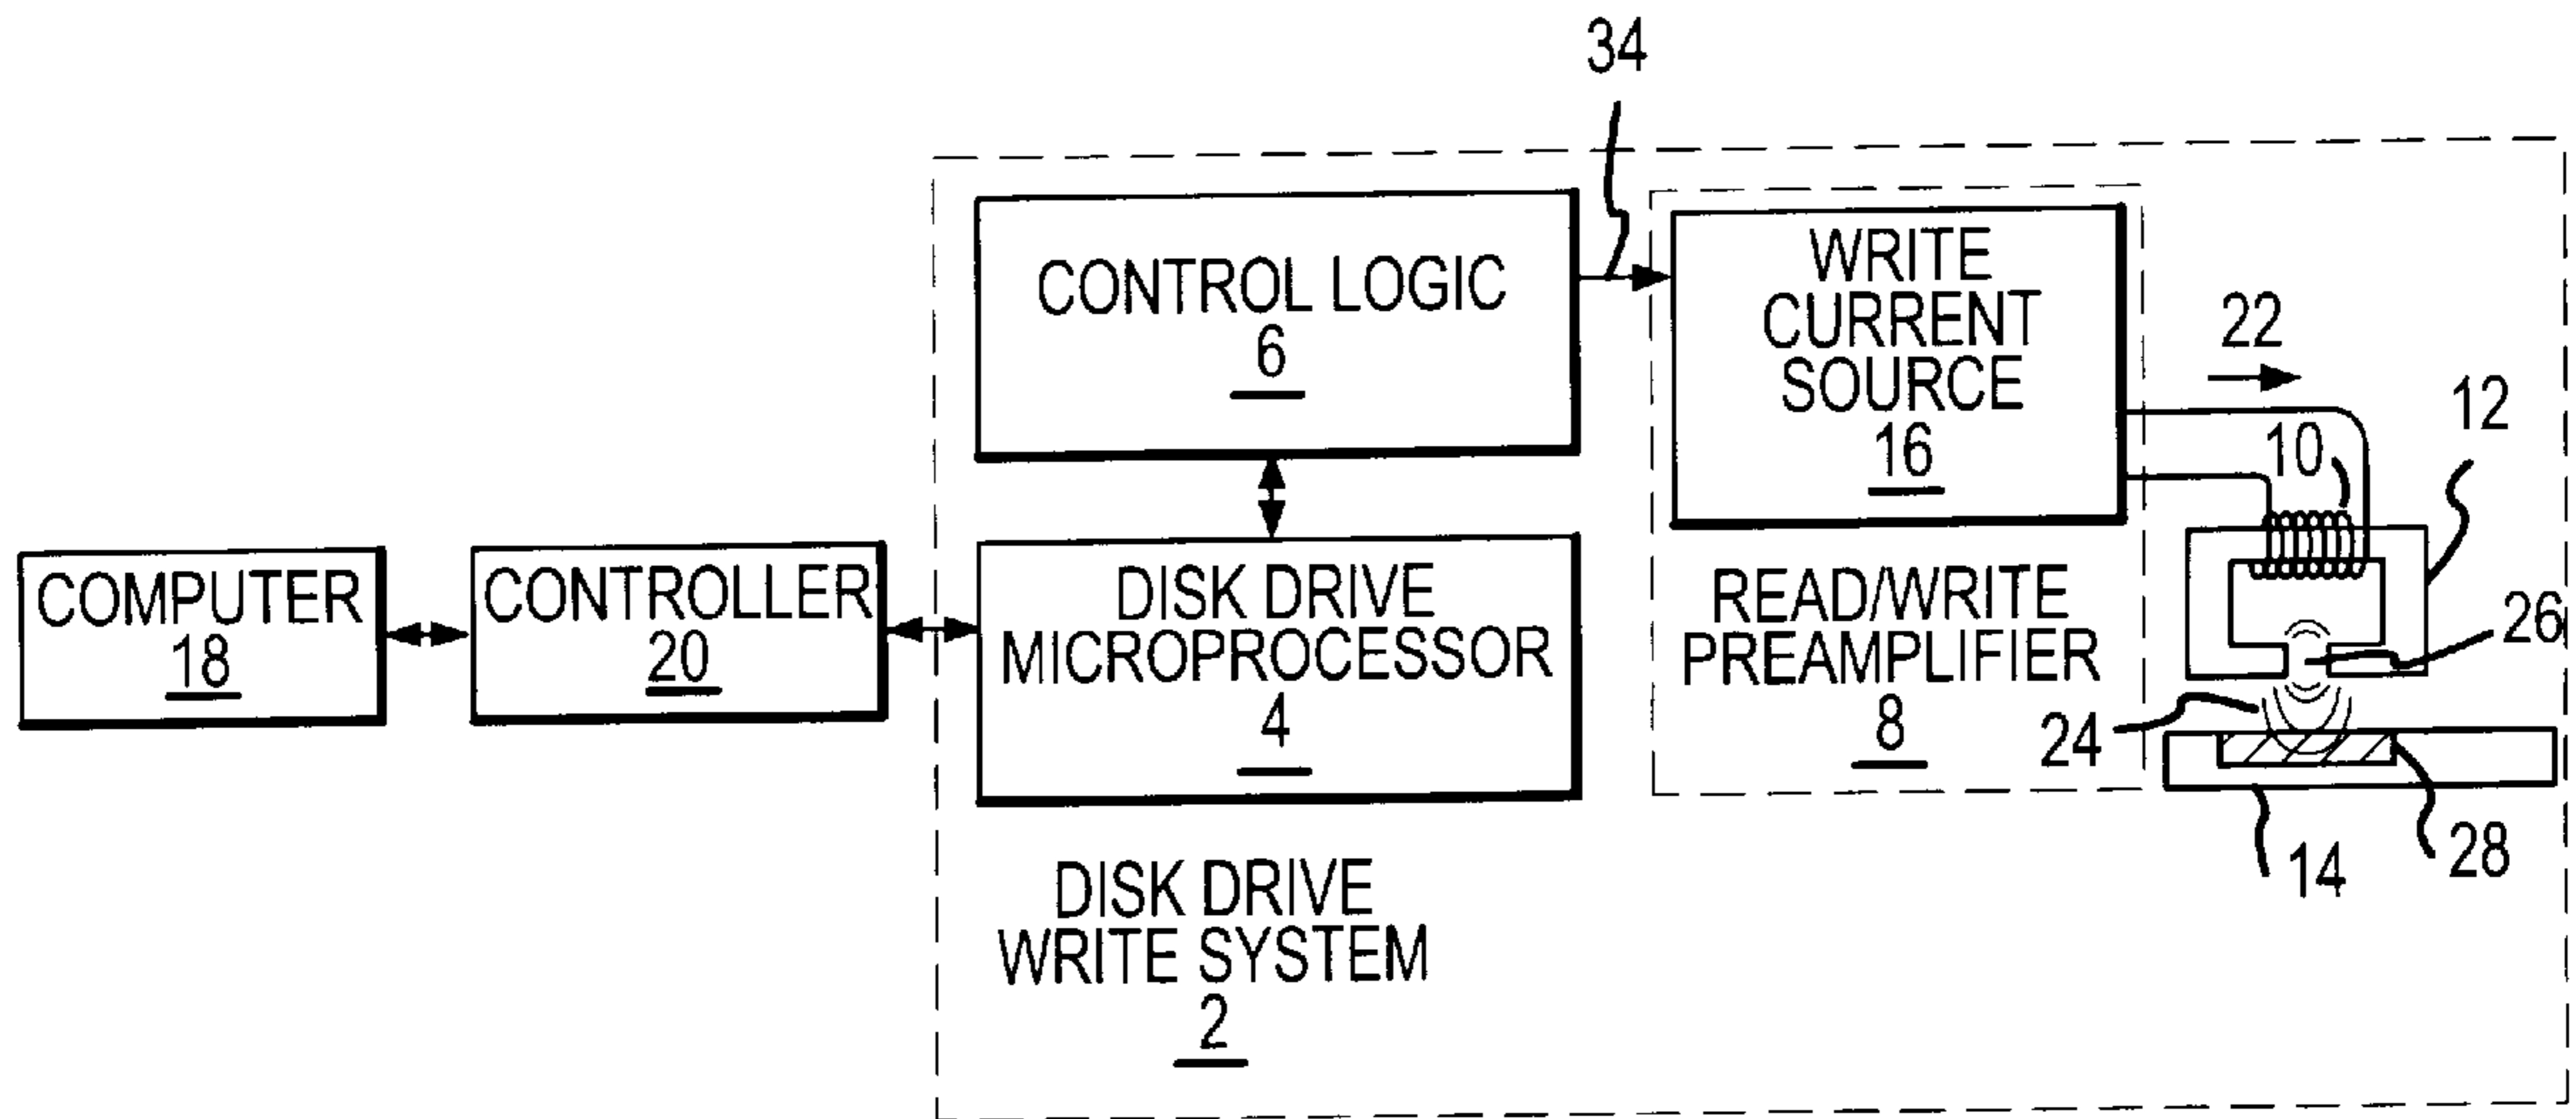 34
CONTROL LOGIC
6
WRITE
CURRENT
SOURCE
16
22
12
10
COMPUTER
18
CONTROLLER
20
DISK DRIVE
MICROPROCESSOR
4
READ/WRITE
PREAMPLIFIER
8
26
24
28
14
DISK DRIVE
WRITE SYSTEM
2